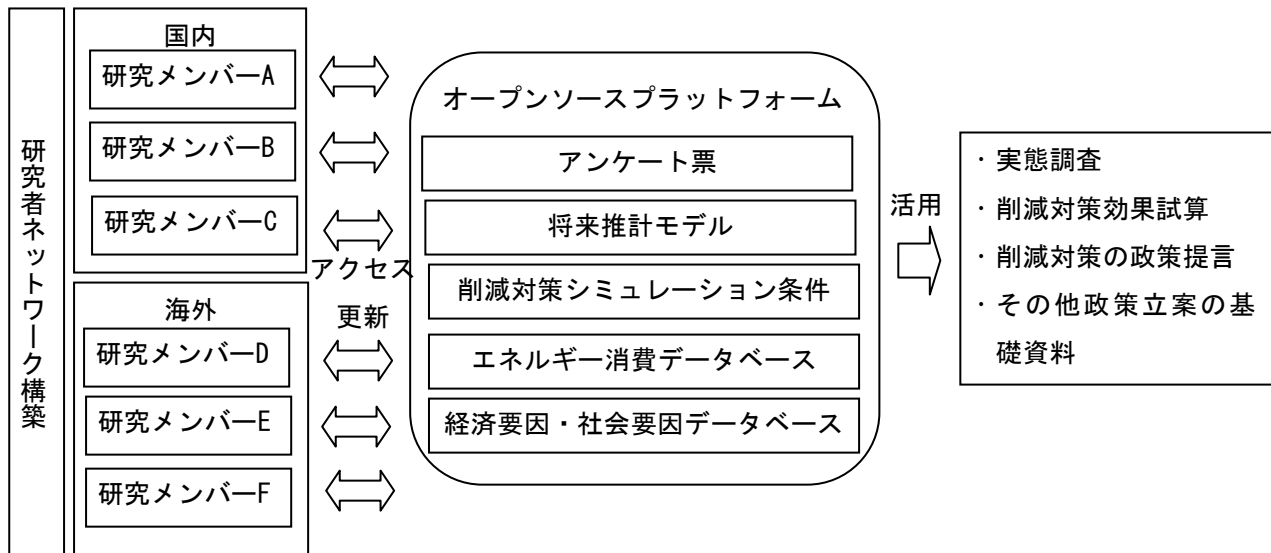 研究者ネットワーク構築
国内
研究メンバーA
研究メンバーB
研究メンバーC
海外
研究メンバーD
研究メンバーE
研究メンバーF
アクセス
更新
オープンソースプラットフォーム
アンケート票
将来推計モデル
削減対策シミュレーション条件
エネルギー消費データベース
経済要因・社会要因データベース
活用
・実態調査
・削減対策効果試算
・削減対策の政策提言
・その他政策立案の基
礎資料